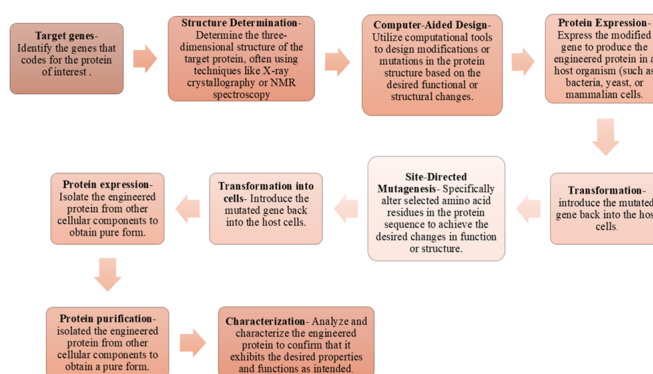 Target genes-
Identify the genes that
codes for the protein
of interest .
Structure Determination-
Determine the three-
dimensional structure of the
target protein, often using
techniques like X-ray
crystallography or NMR
spectroscopy
Computer-Aided Design-
Utilize computational tools
to design modifications or
mutations in the protein
structure based on the
desired functional or
structural changes.
Protein Expression-
Express the modified
gene to produce the
engineered protein in a
host organism (such as
bacteria, yeast, or
mammalian cells.
Transformation-
introduce the mutated
gene back into the host
cells.
Site-Directed
Mutagenesis- Specifically
alter selected amino acid
residues in the protein
sequence to achieve the
desired changes in function
or structure.
Transformation into
cells- Introduce the
mutated gene back
into the host cells.
Protein expression-
Isolate the engineered
protein from other
cellular components to
obtain pure form.
Protein purification-
isolated the engineered
protein from other
cellular components to
obtain a pure form.
Characterization- Analyze and
characterize the engineered
protein to confirm that it
exhibits the desired properties
and functions as intended.